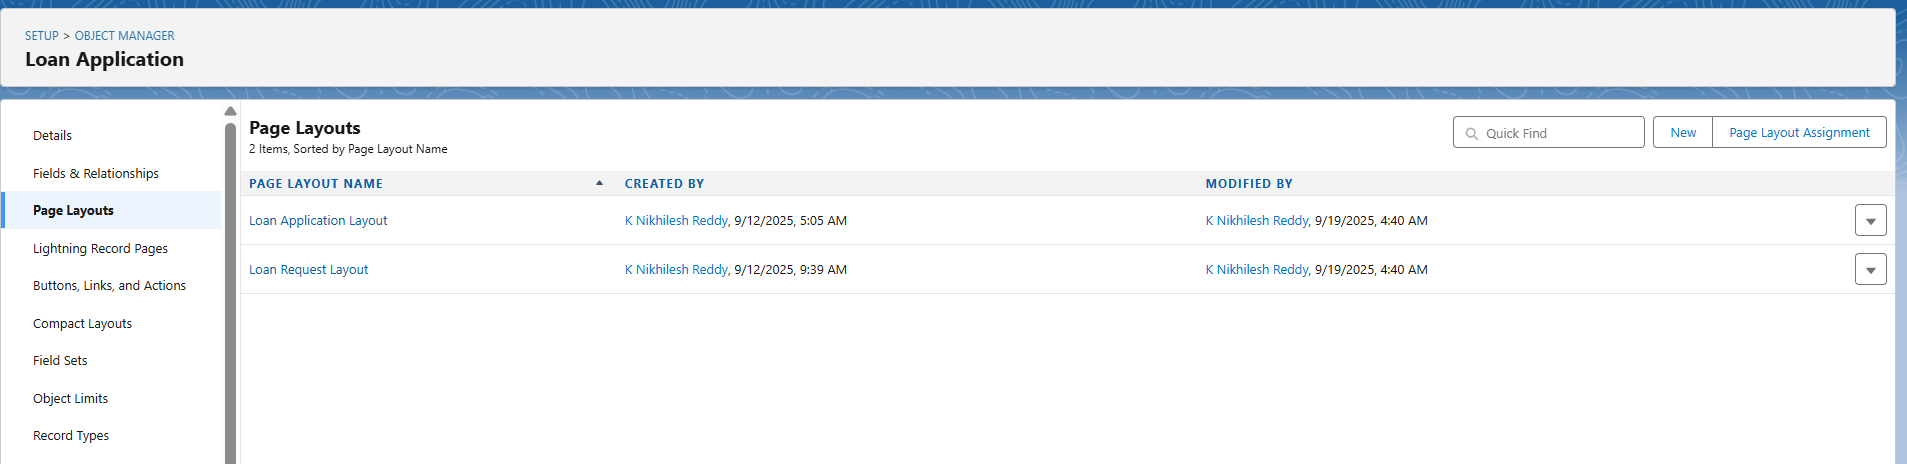 SETUP > OBJECT MANAGER
Loan Application
Details
Fields & Relationships
Page Layouts
Lightning Record Pages
Buttons, Links, and Actions
Compact Layouts
Field Sets
Object Limits
Record Types
Page Layouts
2 Items, Sorted by Page Layout Name
Quick Find
New
Page Layout Assignment
PAGE LAYOUT NAME CREATED BY MODIFIED BY
Loan Application Layout K Nikhilesh Reddy, 9/12/2025, 5:05 AM K Nikhilesh Reddy, 9/19/2025, 4:40 AM
Loan Request Layout K Nikhilesh Reddy, 9/12/2025, 9:39 AM K Nikhilesh Reddy, 9/19/2025, 4:40 AM